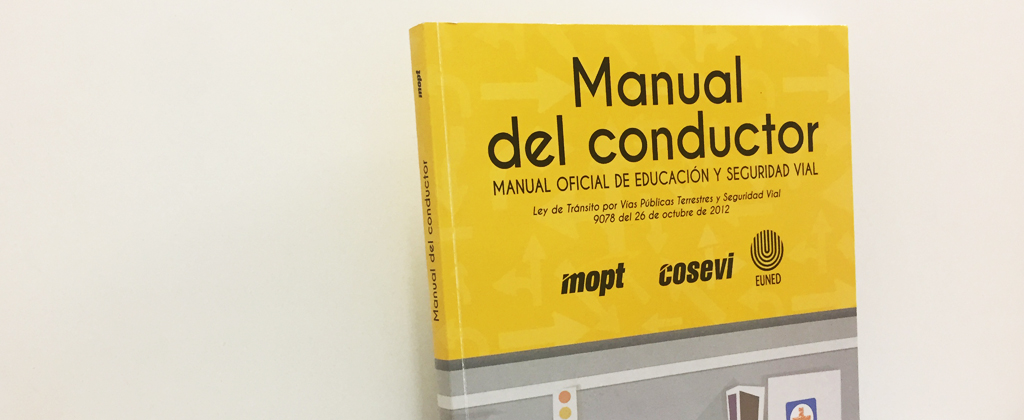 Manual
del conductor
MANUAL OFICIAL DE EDUCACIÓN Y SEGURIDAD VIAL
Ley de Tránsito por Vías Públicas Terrestres y Seguridad Vial
9078 del 26 de octubre de 2012
mopt cosevi
EUNED
mopt
Manual del conductor